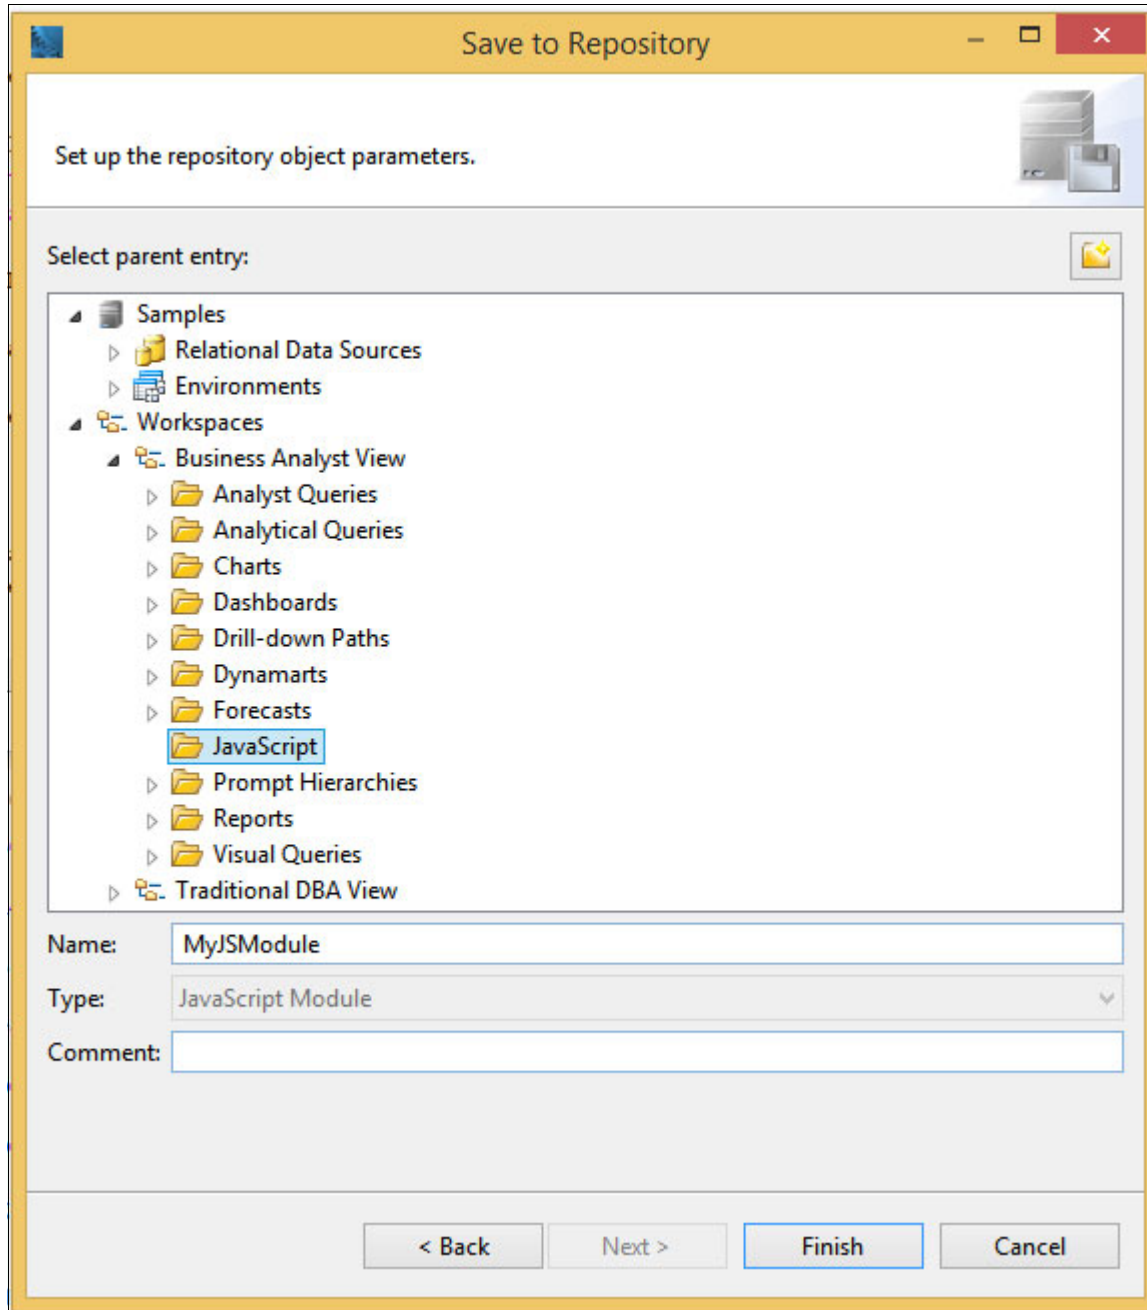 Save to Repository
Set up the repository object parameters.
Select parent entry:
Samples
Relational Data Sources
Environments
Workspaces
Business Analyst View
Analyst Queries
Analytical Queries
Charts
Dashboards
Drill-down Paths
Dynamarts
Forecasts
JavaScript
Prompt Hierarchies
Reports
Visual Queries
Traditional DBA View
Name: MyJSModule
Type: JavaScript Module
Comment:
< Back Next > Finish Cancel